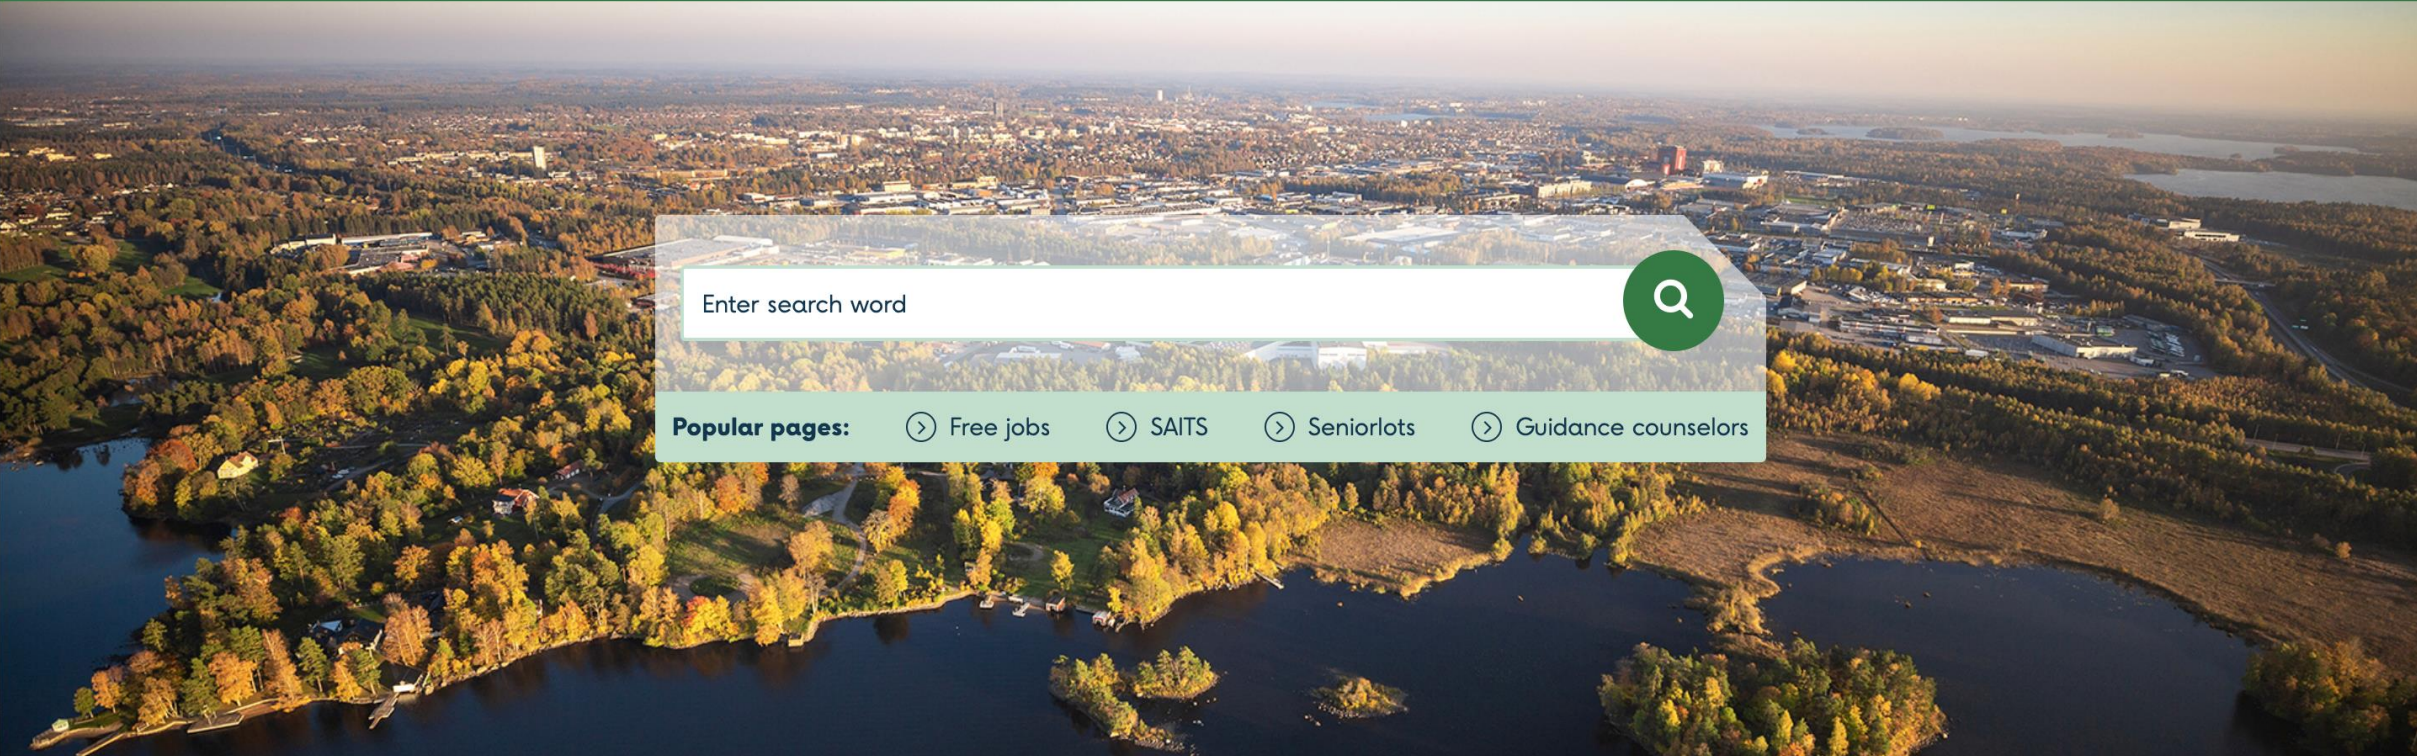 Enter search word
Popular pages: Free jobs SAITS Seniorlots Guidance counselors